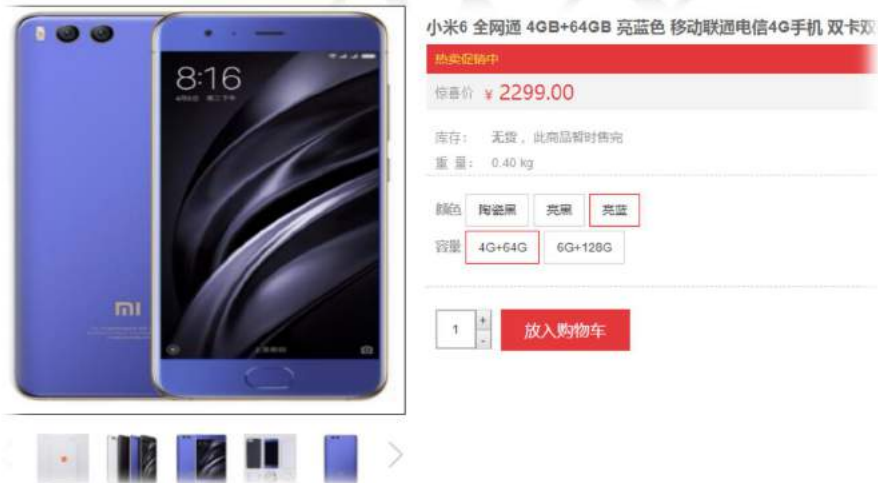 小米6 全网通 4GB+64GB 亮蓝色 移动联通电信4G手机 双卡双
热卖促销中
惊喜价 ¥ 2299.00
库存： 无货，此商品暂时售完
重 量： 0.40 kg
颜色 陶瓷黑 亮黑 亮蓝
容量 4G+64G 6G+128G
1 + -
放入购物车
8:16
mi